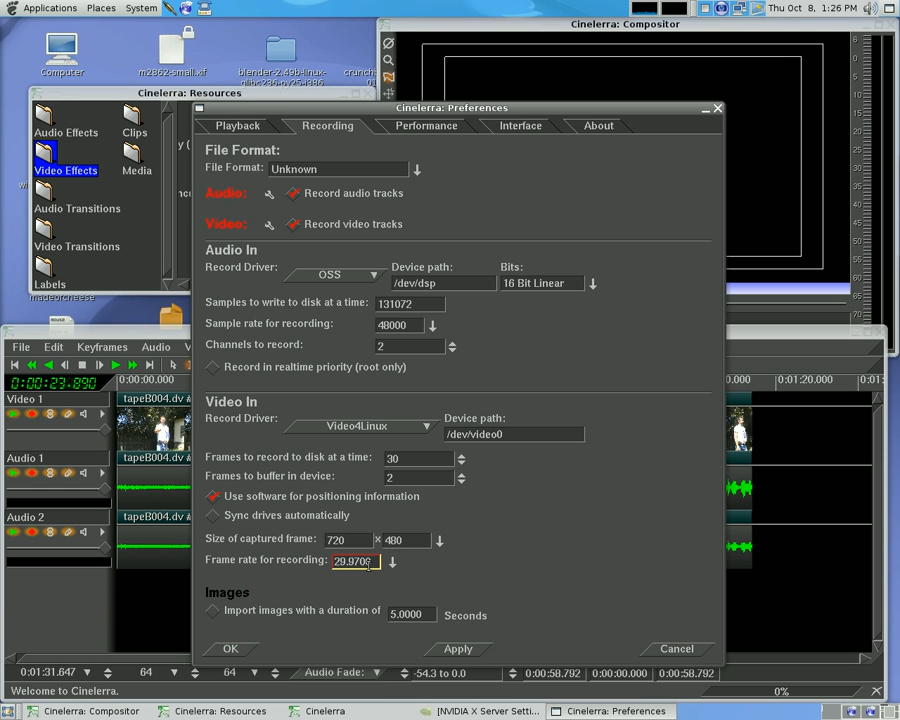 Applications Places System
Thu Oct 8, 1:26 PM
Cinelerra: Compositor
Computer
m2862-small.xif
blender-2.49b-linux-
Cinelerra: Resources
Audio Effects
Clips
Video Effects
Media
Audio Transitions
Video Transitions
Labels
Cinelerra: Preferences
Playback Recording Performance Interface About
File Format:
File Format: Unknown
Audio: Record audio tracks
Video: Record video tracks
Audio In
Record Driver: OSS
Device path: /dev/dsp
Bits: 16 Bit Linear
Samples to write to disk at a time: 131072
Sample rate for recording: 48000
Channels to record: 2
Record in realtime priority (root only)
Video In
Record Driver: Video4Linux
Device path: /dev/video0
Frames to record to disk at a time: 30
Frames to buffer in device: 2
Use software for positioning information
Sync drives automatically
Size of captured frame: 720 x 480
Frame rate for recording: 29.970
Images
Import images with a duration of 5.0000 Seconds
OK Apply Cancel
File Edit Keyframes Audio V
0:00:23.890
0:00:00.000
0:01:20.000
Video 1
tapeB004.dv
Audio 1
tapeB004.dv
Audio 2
tapeB004.dv
0:01:31.647 64 64 Audio Fade: -54.3 to 0.0 0:00:58.792 0:00:00.000 0:00:58.792
Welcome to Cinelerra.
0%
Cinelerra: Compositor Cinelerra: Resources Cinelerra [NVIDIA X Server Setti... Cinelerra: Preferences